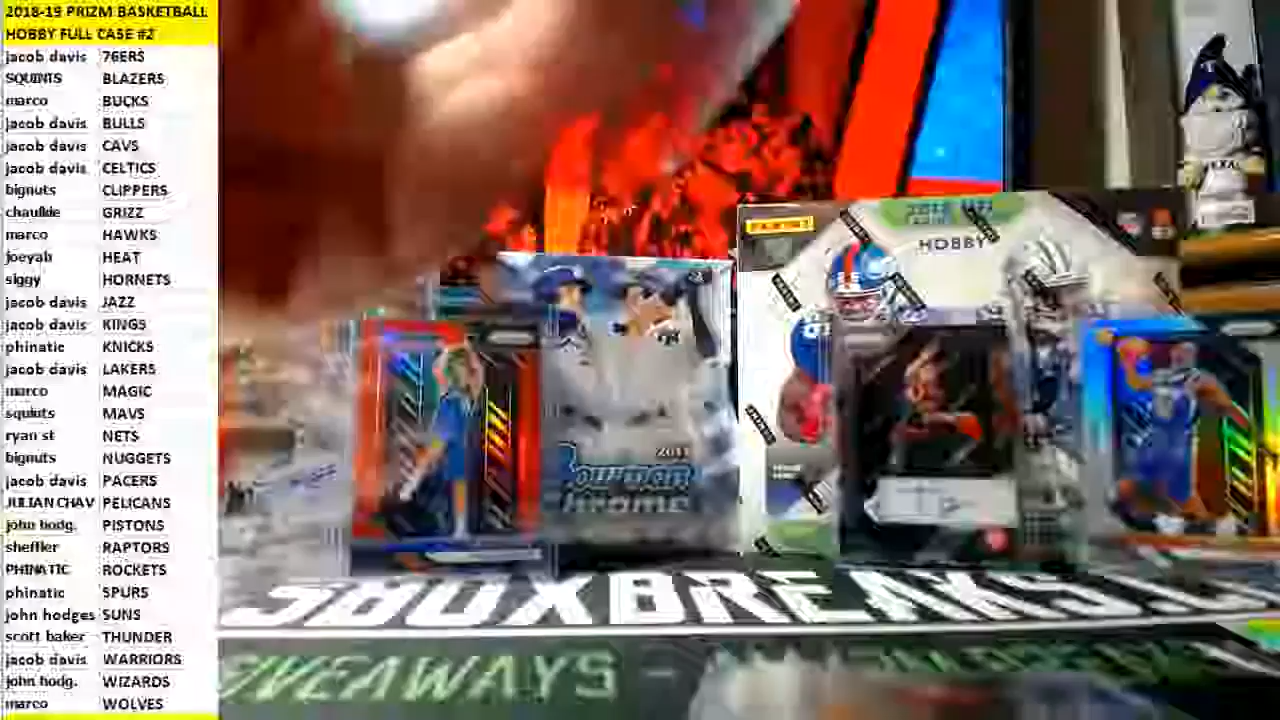 2018-19 PRIZM BASKETBALL
HOBBY FULL CASE #2
jacob davis 76ERS
SQUINTS BLAZERS
marco BUCKS
jacob davis BULLS
jacob davis CAVS
jacob davis CELTICS
bignuts CLIPPERS
GRIZZ
marco HAWKS
joeyah HEAT
siggy HORNETS
jacob davis JAZZ
jacob davis KINGS
phinatic KNICKS
jacob davis LAKERS
marco MAGIC
squints MAVS
ryan st NETS
bignuts NUGGETS
jacob davis PACERS
JULIAN CHAV PELICANS
john hodg. PISTONS
sheffler RAPTORS
PHINATIC ROCKETS
phinatic SPURS
john hodges SUNS
scott baker THUNDER
jacob davis WARRIORS
john hodg. WIZARDS
marco WOLVES
PANINI
HOBBY
2011
Bowman
chrome
GIVEAWAYS -